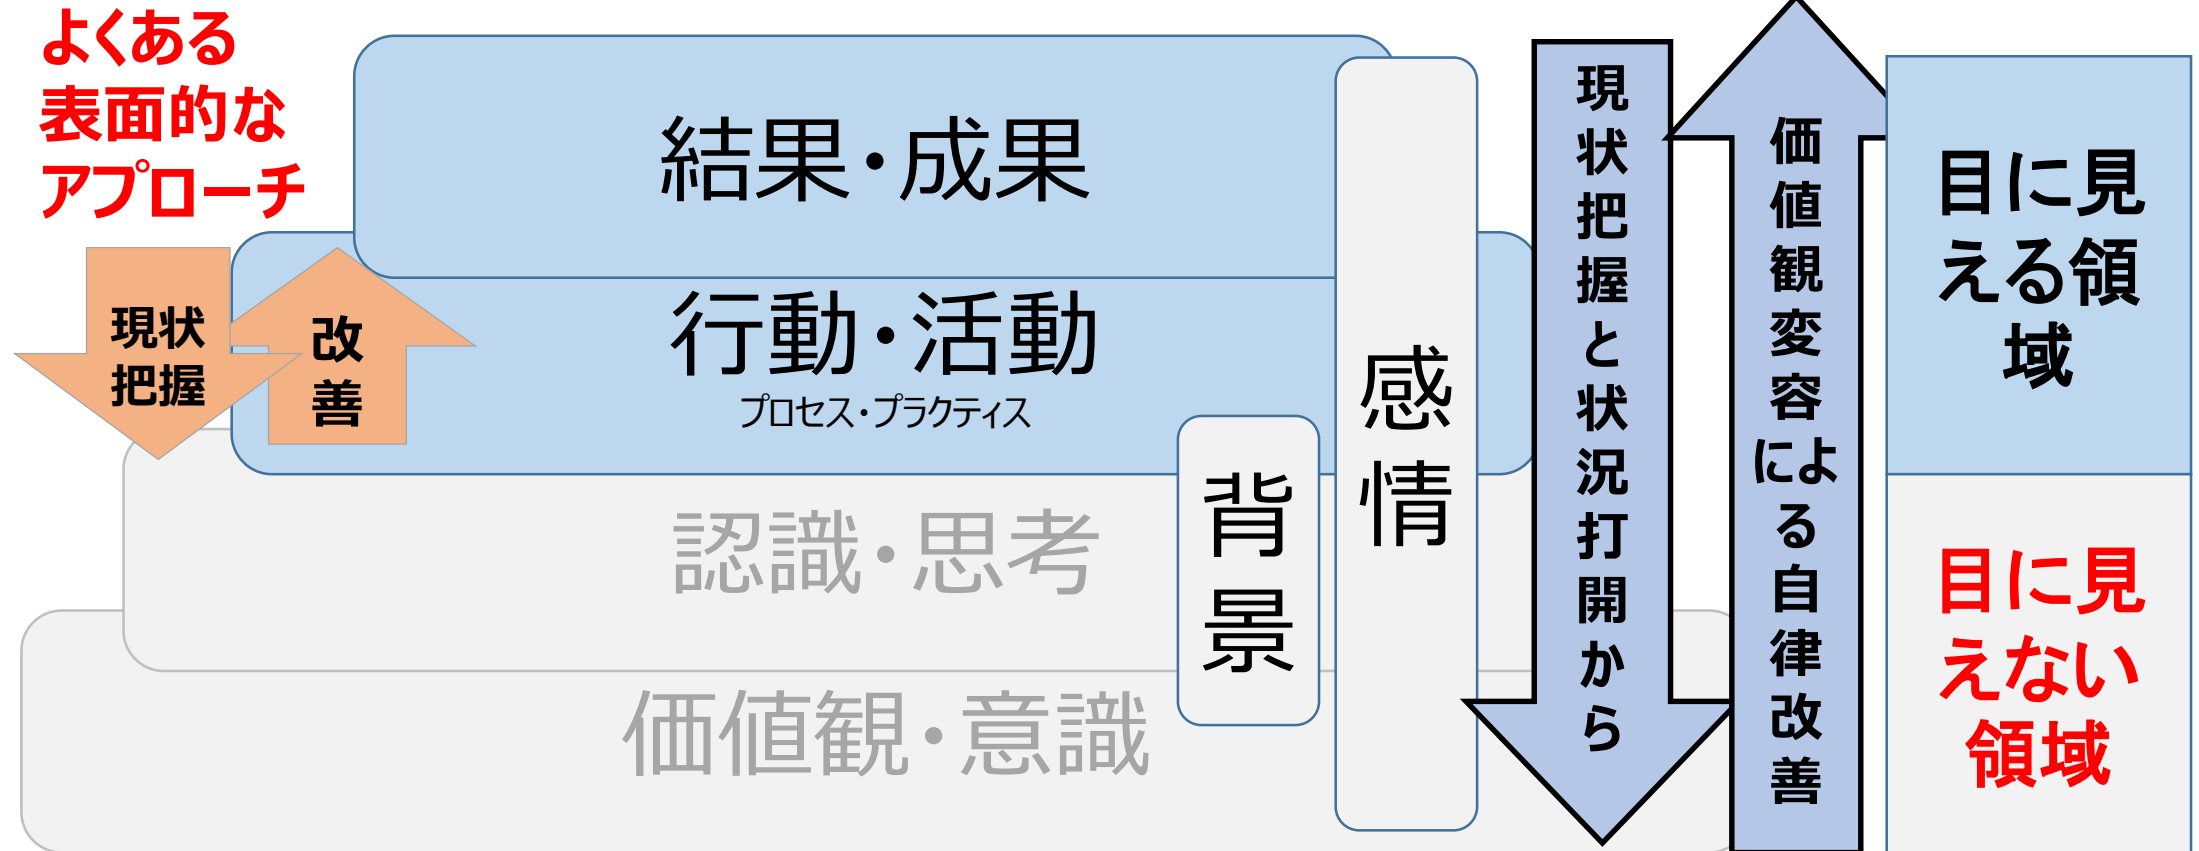 よくある
表面的な
アプローチ
現状
把握
改
善
結果・成果
行動・活動
プロセス・プラクティス
認識・思考
価値観・意識
背景
感情
現状把握と状況打開から
価値観変容による自律改善
目に見
える領
域
目に見
えない
領域